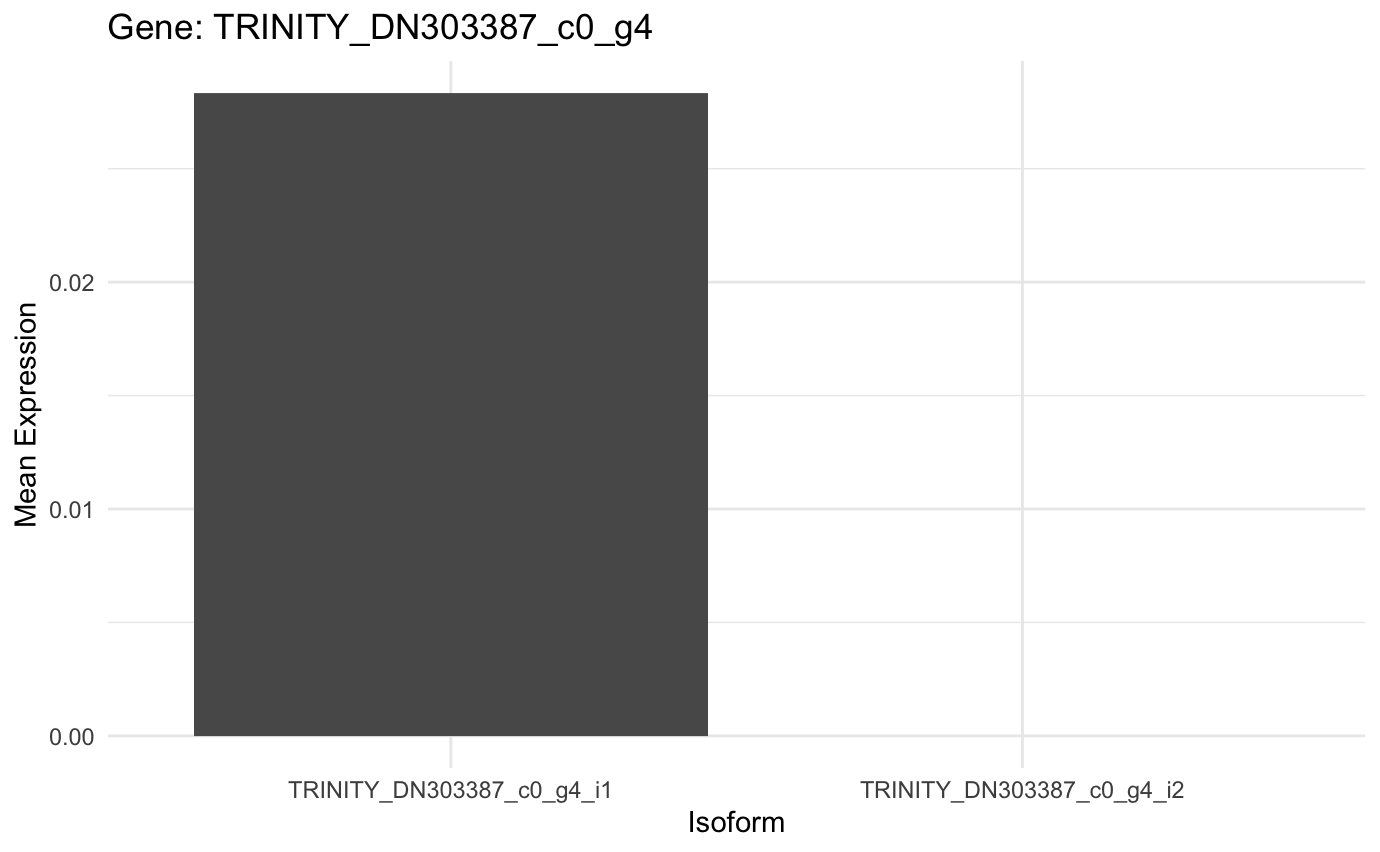 Gene: TRINITY_DN303387_c0_g4
Mean Expression
0.02
0.01
0.00
TRINITY_DN303387_c0_g4_i1
TRINITY_DN303387_c0_g4_i2
Isoform